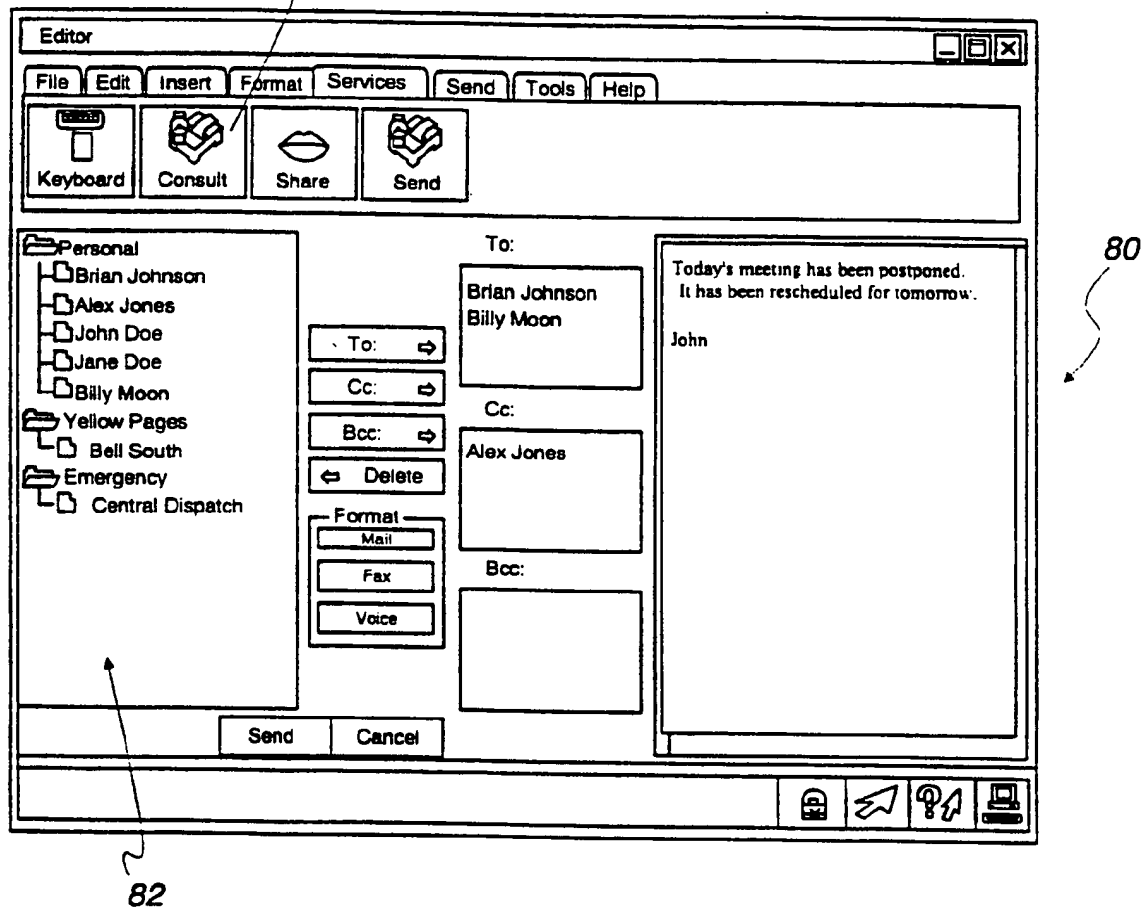 Editor
File Edit Insert Format Services Send Tools Help
Keyboard Consult Share Send
Personal
Brian Johnson
Alex Jones
John Doe
Jane Doe
Billy Moon
Yellow Pages
Bell South
Emergency
Central Dispatch
To:
Cc:
Bcc:
Delete
Format
Mail
Fax
Voice
Send Cancel
To:
Brian Johnson
Billy Moon
Cc:
Alex Jones
Bcc:
Today's meeting has been postponed.
It has been rescheduled for tomorrow.
John
80
82